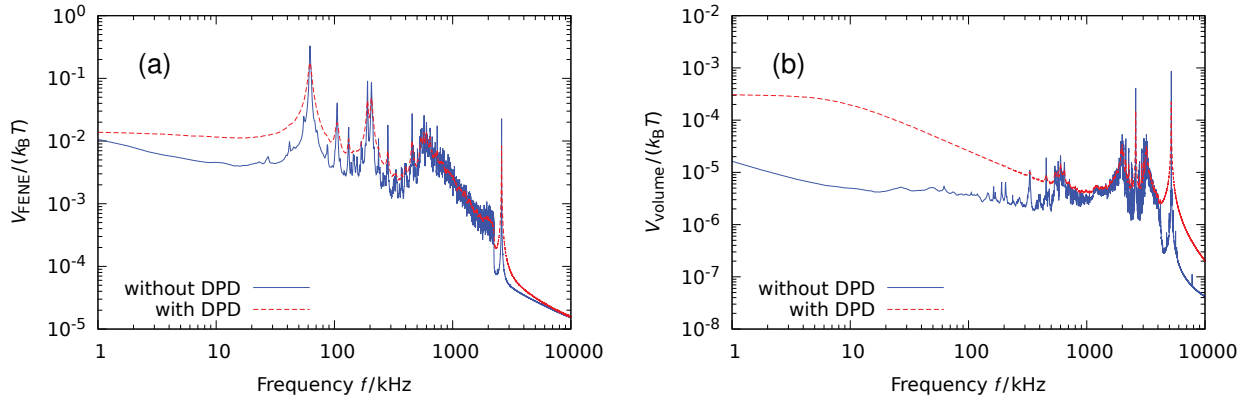 (a)
V_FENE/(k_B T)
10^0
10^-1
10^-2
10^-3
10^-4
10^-5
without DPD
with DPD
1 10 100 1000 10000
Frequency f/kHz
(b)
V_volume/(k_B T)
10^-2
10^-3
10^-4
10^-5
10^-6
10^-7
10^-8
without DPD
with DPD
1 10 100 1000 10000
Frequency f/kHz